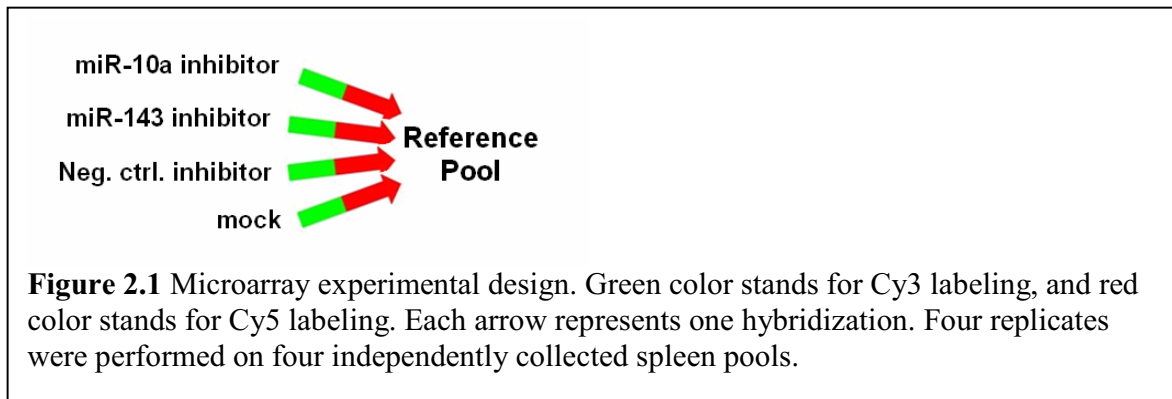 miR-10a inhibitor
miR-143 inhibitor
Neg. ctrl. inhibitor
mock
Reference
Pool
Figure 2.1 Microarray experimental design. Green color stands for Cy3 labeling, and red
color stands for Cy5 labeling. Each arrow represents one hybridization. Four replicates
were performed on four independently collected spleen pools.